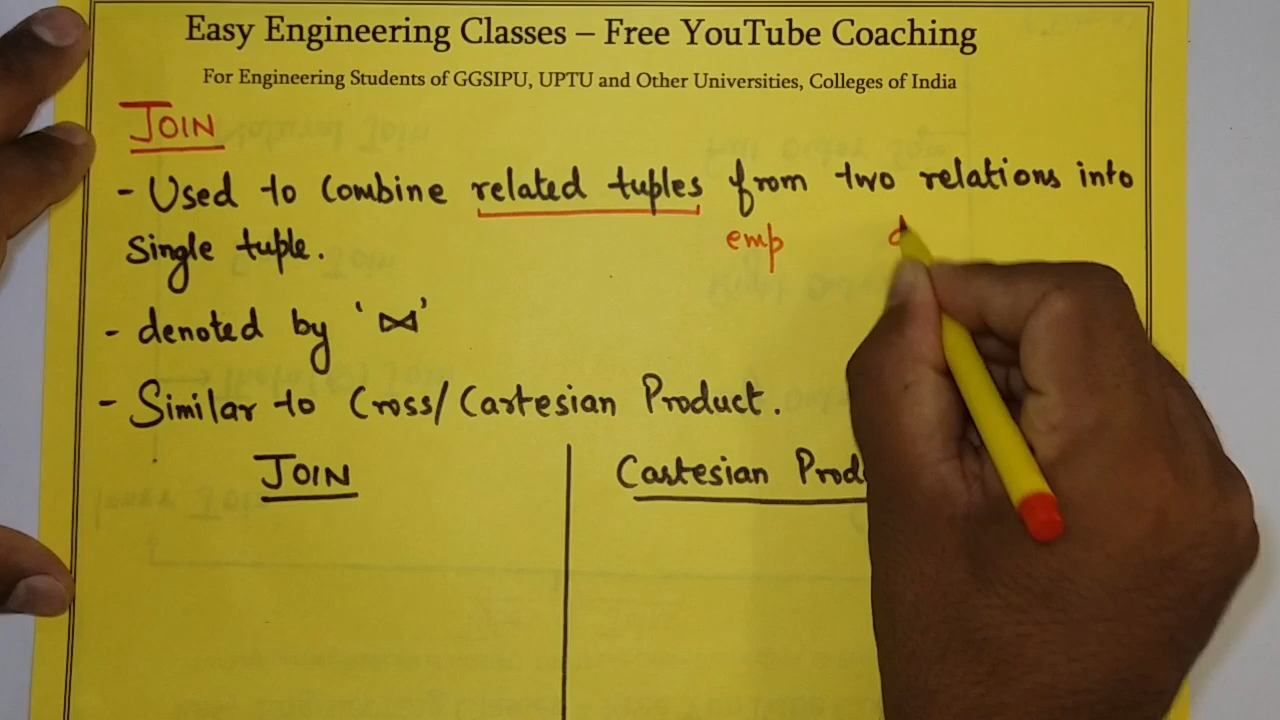 Easy Engineering Classes – Free YouTube Coaching
For Engineering Students of GGSIPU, UPTU and Other Universities, Colleges of India
JOIN
- Used to combine related tuples from two relations into
emp d
single tuple.
- denoted by '⋈'
- Similar to Cross/Cartesian Product.
JOIN Cartesian Prod